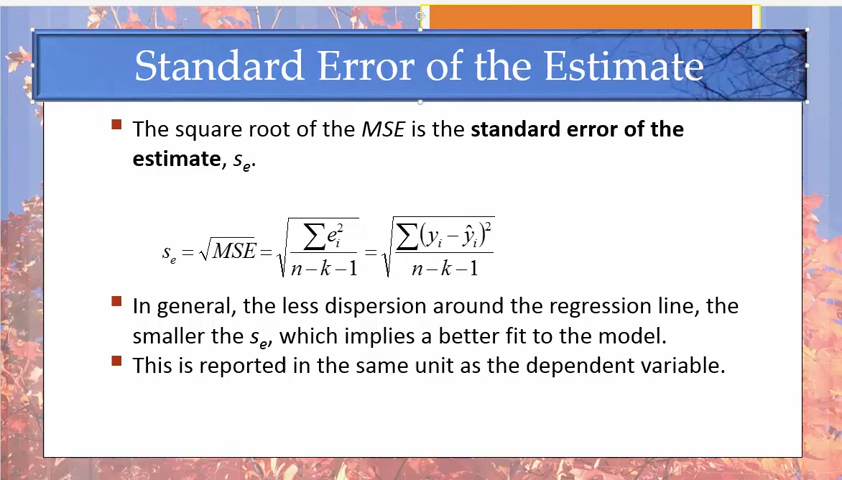 Standard Error of the Estimate
▪ The square root of the MSE is the standard error of the
estimate, sₑ.
sₑ = √MSE = √(∑eᵢ² / (n−k−1)) = √(∑(yᵢ − ŷᵢ)² / (n−k−1))
▪ In general, the less dispersion around the regression line, the
smaller the sₑ, which implies a better fit to the model.
▪ This is reported in the same unit as the dependent variable.